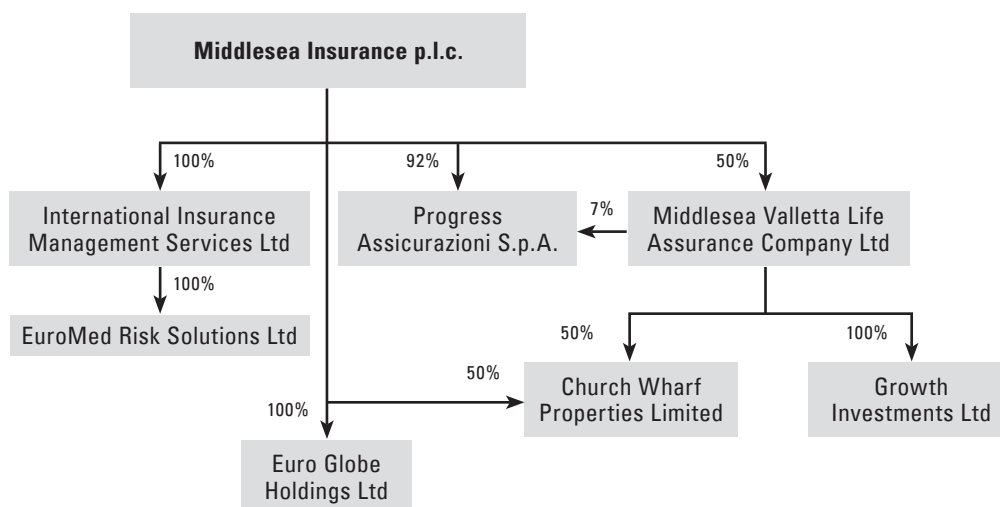 Middlesea Insurance p.l.c.
100%
92%
50%
International Insurance
Management Services Ltd
Progress
Assicurazioni S.p.A.
7%
Middlesea Valletta Life
Assurance Company Ltd
100%
EuroMed Risk Solutions Ltd
50%
100%
50%
Church Wharf
Properties Limited
Growth
Investments Ltd
100%
Euro Globe
Holdings Ltd